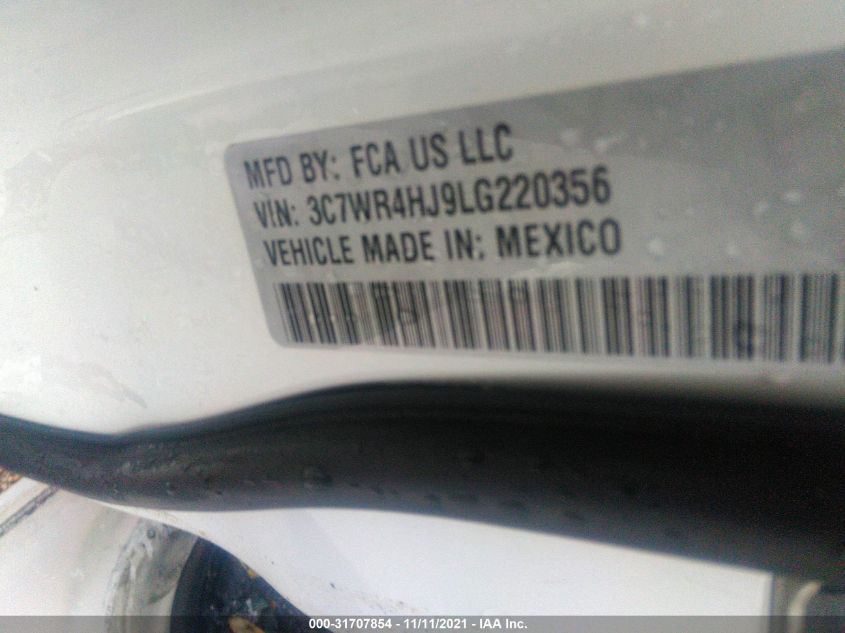 MFD BY: FCA US LLC
VIN: 3C7WR4HJ9LG220356
VEHICLE MADE IN: MEXICO
000-31707854 - 11/11/2021 - IAA Inc.